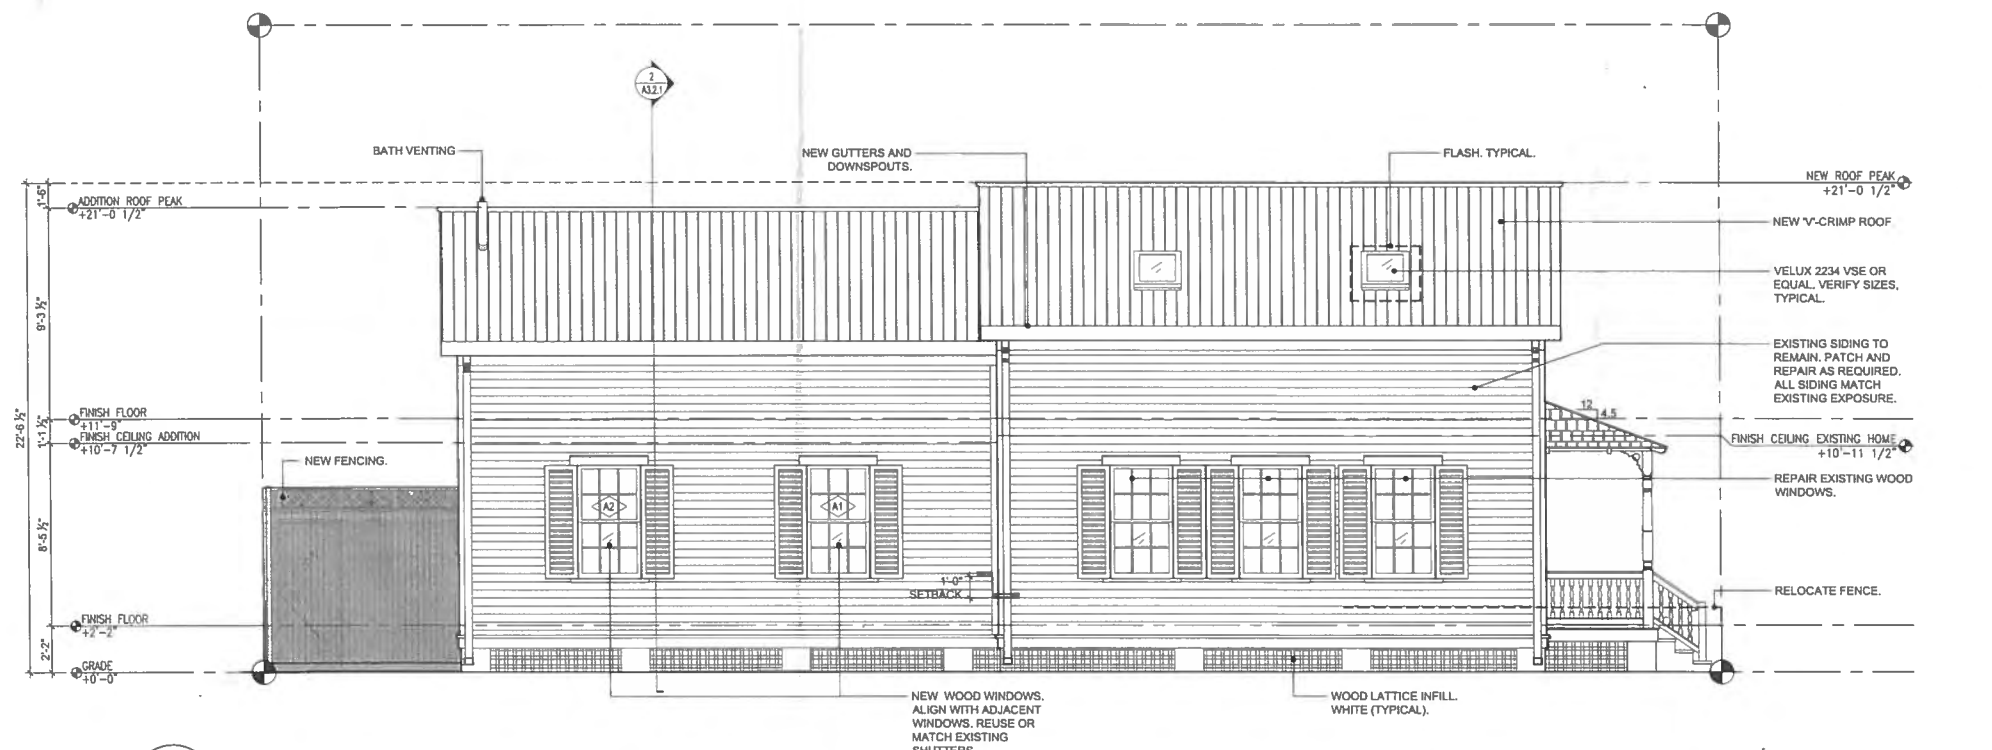 2
A3.2.1
BATH VENTING
NEW GUTTERS AND
DOWNSPOUTS.
FLASH. TYPICAL.
NEW ROOF PEAK
+21'-0 1/2"
1'-6"
ADDITION ROOF PEAK
+21'-0 1/2"
NEW "V"-CRIMP ROOF
VELUX 2234 VSE OR
EQUAL. VERIFY SIZES,
TYPICAL.
9'-3 ½"
EXISTING SIDING TO
REMAIN. PATCH AND
REPAIR AS REQUIRED.
ALL SIDING MATCH
EXISTING EXPOSURE.
12
4.5
22'-6 ½"
FINISH FLOOR
+11'-9"
1'-1 ½"
FINISH CEILING ADDITION
+10'-7 1/2"
FINISH CEILING EXISTING HOME
+10'-11 1/2"
NEW FENCING.
REPAIR EXISTING WOOD
WINDOWS.
A2
A1
8'-5 ½"
1'-0"
SETBACK
RELOCATE FENCE.
FINISH FLOOR
+2'-2"
2'-2"
GRADE
+0'-0"
NEW WOOD WINDOWS.
ALIGN WITH ADJACENT
WINDOWS. REUSE OR
MATCH EXISTING
SHUTTERS
WOOD LATTICE INFILL.
WHITE (TYPICAL).